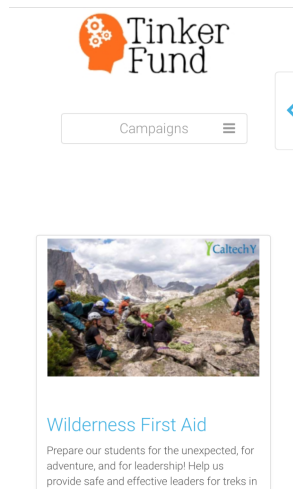 Tinker
Fund
Campaigns
CaltechY
Wilderness First Aid
Prepare our students for the unexpected, for
adventure, and for leadership! Help us
provide safe and effective leaders for treks in